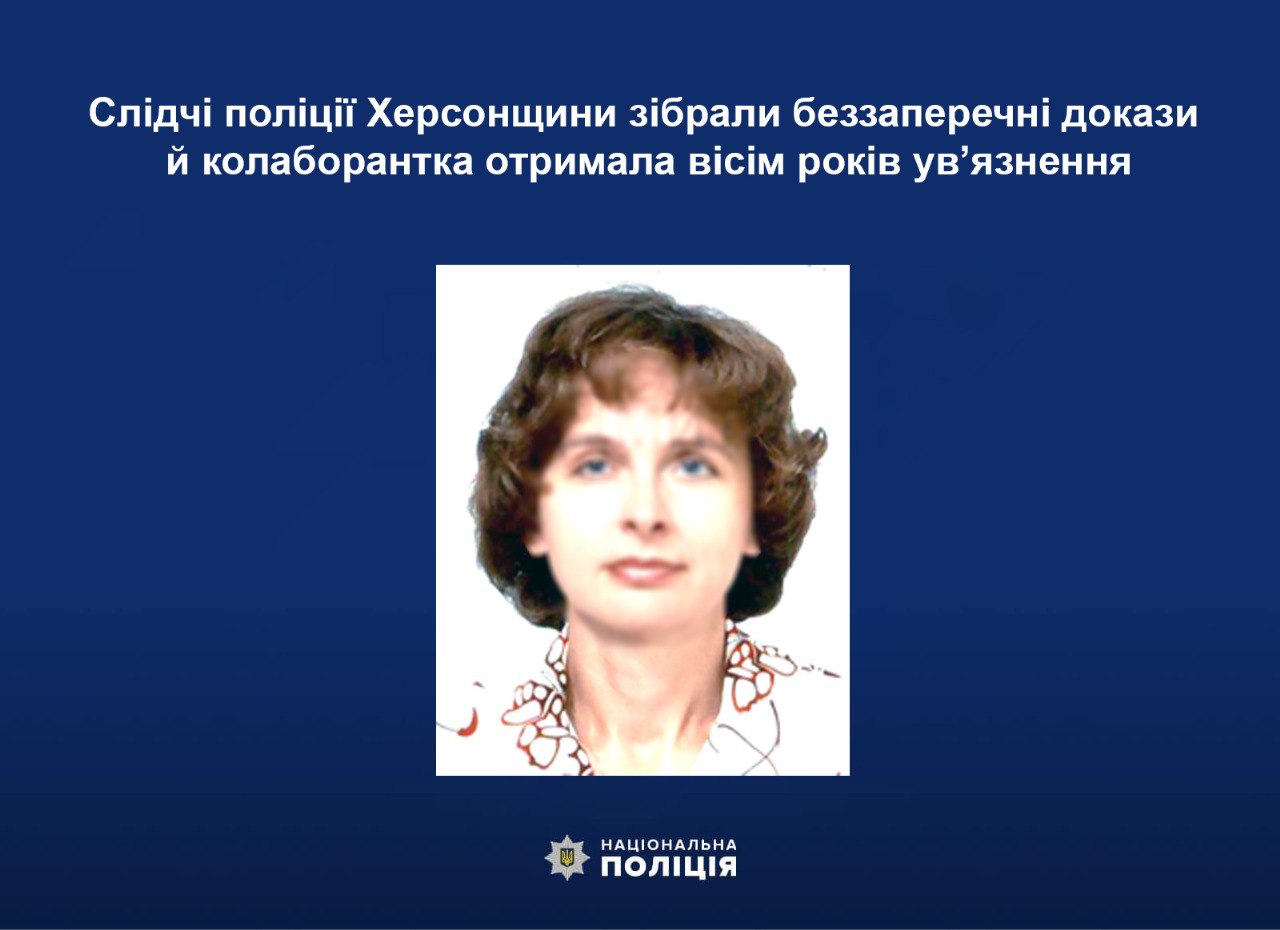 Слідчі поліції Херсонщини зібрали беззаперечні докази
й колаборантка отримала вісім років ув’язнення
НАЦІОНАЛЬНА
ПОЛІЦІЯ